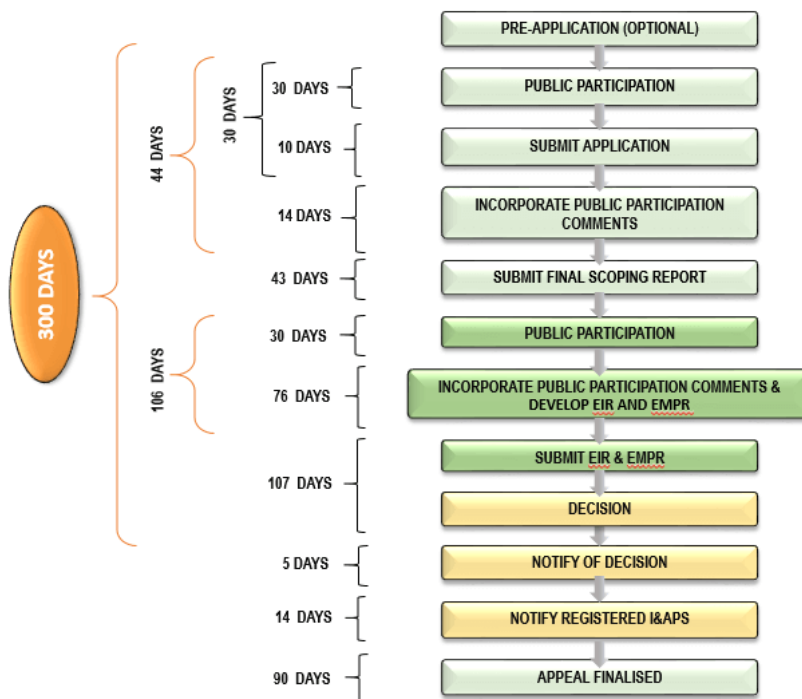 PRE-APPLICATION (OPTIONAL)
30 DAYS
PUBLIC PARTICIPATION
30 DAYS
10 DAYS
SUBMIT APPLICATION
44 DAYS
14 DAYS
INCORPORATE PUBLIC PARTICIPATION
COMMENTS
300 DAYS
43 DAYS
SUBMIT FINAL SCOPING REPORT
30 DAYS
PUBLIC PARTICIPATION
106 DAYS
76 DAYS
INCORPORATE PUBLIC PARTICIPATION COMMENTS &
DEVELOP EIR AND EMPR
107 DAYS
SUBMIT EIR & EMPR
DECISION
5 DAYS
NOTIFY OF DECISION
14 DAYS
NOTIFY REGISTERED I&APS
90 DAYS
APPEAL FINALISED